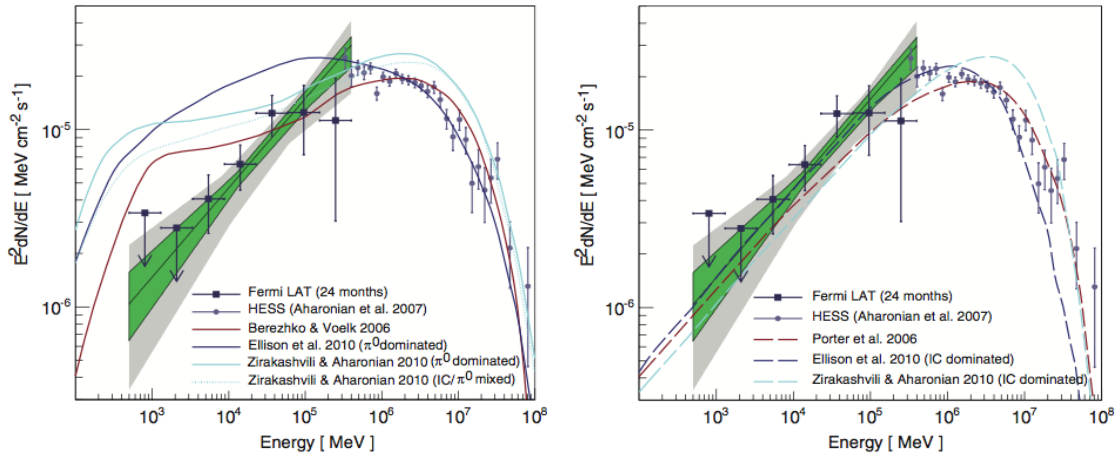 E²dN/dE [ MeV cm⁻² s⁻¹ ]
10⁻⁵
10⁻⁶
Fermi LAT (24 months)
HESS (Aharonian et al. 2007)
Berezhko & Voelk 2006
Ellison et al. 2010 (π⁰ dominated)
Zirakashvili & Aharonian 2010 (π⁰ dominated)
Zirakashvili & Aharonian 2010 (IC/π⁰ mixed)
10³ 10⁴ 10⁵ 10⁶ 10⁷ 10⁸
Energy [ MeV ]
E²dN/dE [ MeV cm⁻² s⁻¹ ]
10⁻⁵
10⁻⁶
Fermi LAT (24 months)
HESS (Aharonian et al. 2007)
Porter et al. 2006
Ellison et al. 2010 (IC dominated)
Zirakashvili & Aharonian 2010 (IC dominated)
10³ 10⁴ 10⁵ 10⁶ 10⁷ 10⁸
Energy [ MeV ]